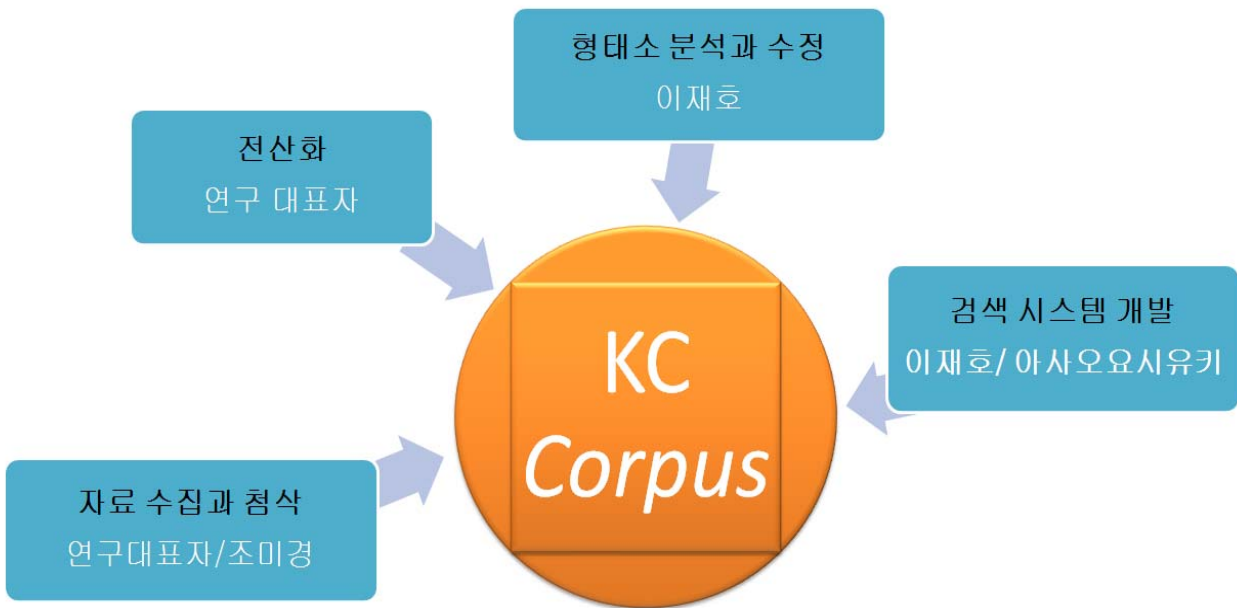 형태소 분석과 수정
이재호
전산화
연구 대표자
검색 시스템 개발
이재호/ 아사오요시유키
KC
Corpus
자료 수집과 첨삭
연구대표자/조미경